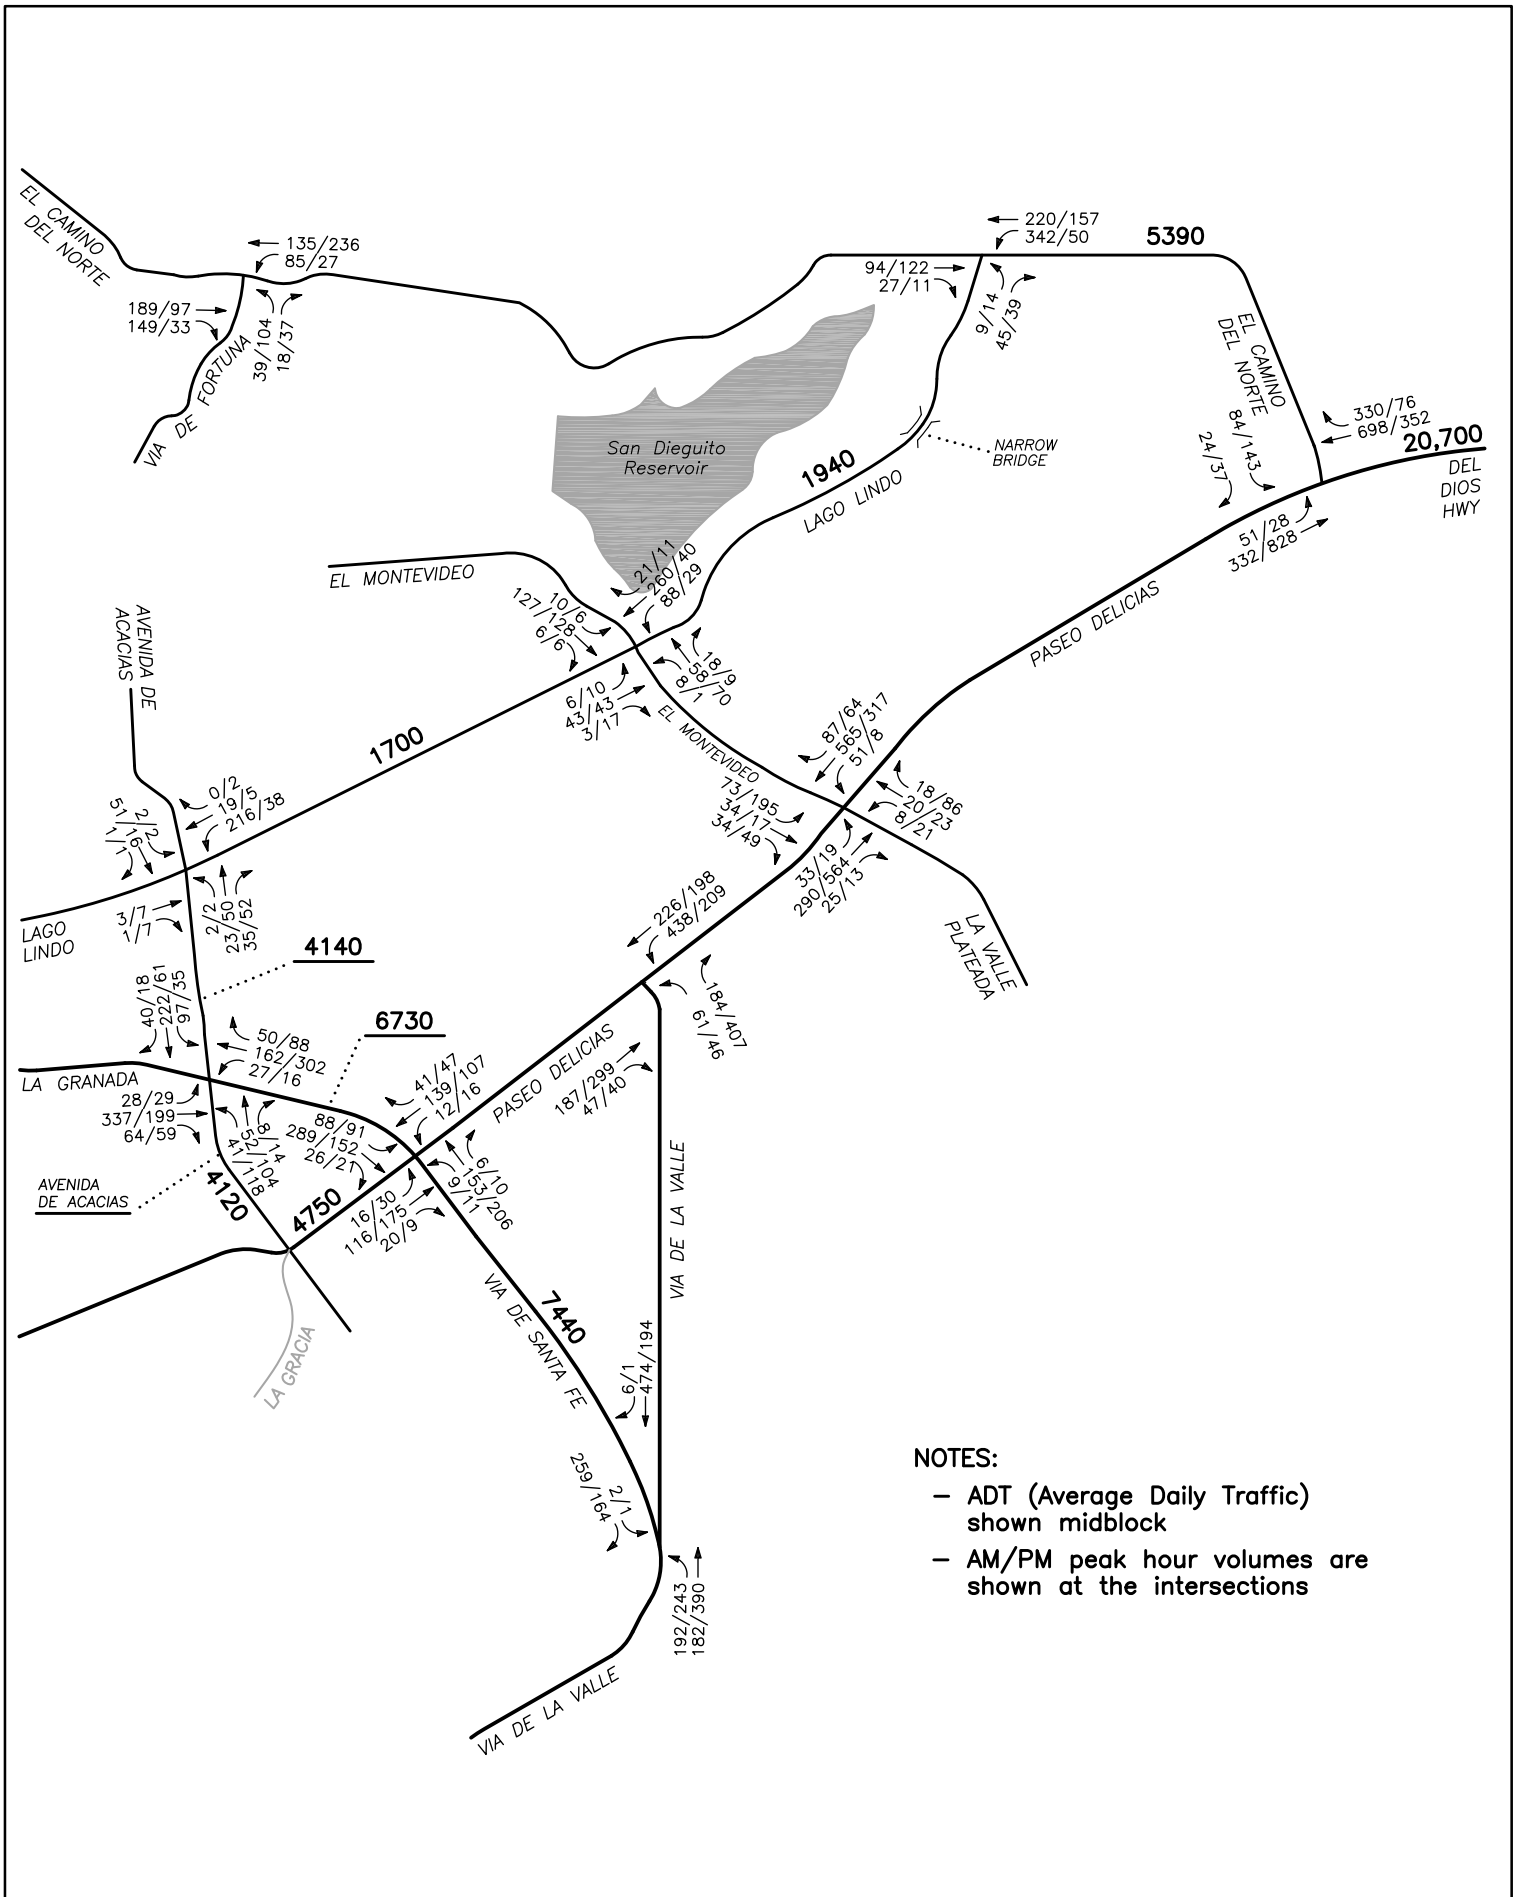 EL CAMINO
DEL NORTE
135/236
85/27
189/97
149/33
39/104
18/37
VIA DE FORTUNA
220/157
342/50
5390
94/122
27/11
9/14
45/39
EL CAMINO
DEL NORTE
330/76
698/352
20,700
84/143
24/37
DEL
DIOS
HWY
51/28
332/828
San Dieguito
Reservoir
NARROW
BRIDGE
1940
LAGO LINDO
PASEO DELICIAS
EL MONTEVIDEO
21/11
260/40
88/29
10/6
127/128
6/6
18/9
58/70
8/1
6/10
43/43
3/17
EL MONTEVIDEO
AVENIDA DE
ACACIAS
1700
87/64
565/317
51/8
73/195
34/17
34/49
18/86
20/23
8/21
33/19
290/564
25/13
LA VALLE
PLATEADA
0/2
19/5
216/38
2/2
51/16
1/1
3/7
1/7
2/2
23/50
35/52
LAGO
LINDO
226/198
438/209
184/407
61/46
187/299
47/40
4140
40/18
222/61
97/35
6730
50/88
162/302
27/16
LA GRANADA
28/29
337/199
64/59
8/14
52/104
41/118
AVENIDA
DE ACACIAS
4120
41/47
139/107
12/16
88/91
289/152
26/21
PASEO DELICIAS
6/10
153/206
9/11
16/30
116/175
20/9
4750
VIA DE LA VALLE
VIA DE SANTA FE
7440
LA GRACIA
6/1
474/194
259/164
2/1
192/243
182/390
VIA DE LA VALLE
NOTES:
– ADT (Average Daily Traffic)
shown midblock
– AM/PM peak hour volumes are
shown at the intersections